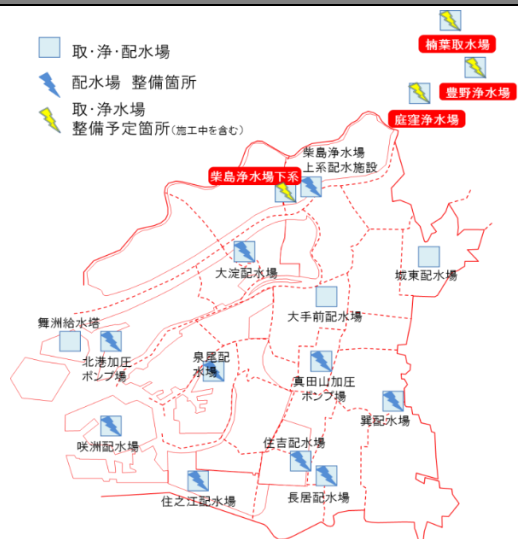 取・浄・配水場
配水場 整備箇所
取・浄水場
整備予定箇所(施工中を含む)
楠葉取水場
豊野浄水場
庭窪浄水場
柴島浄水場
上系配水施設
柴島浄水場下系
大淀配水場
城東配水場
大手前配水場
舞洲給水塔
北港加圧
ポンプ場
泉尾配
水場
真田山加圧
ポンプ場
巽配水場
咲洲配水場
住吉配水場
住之江配水場
長居配水場